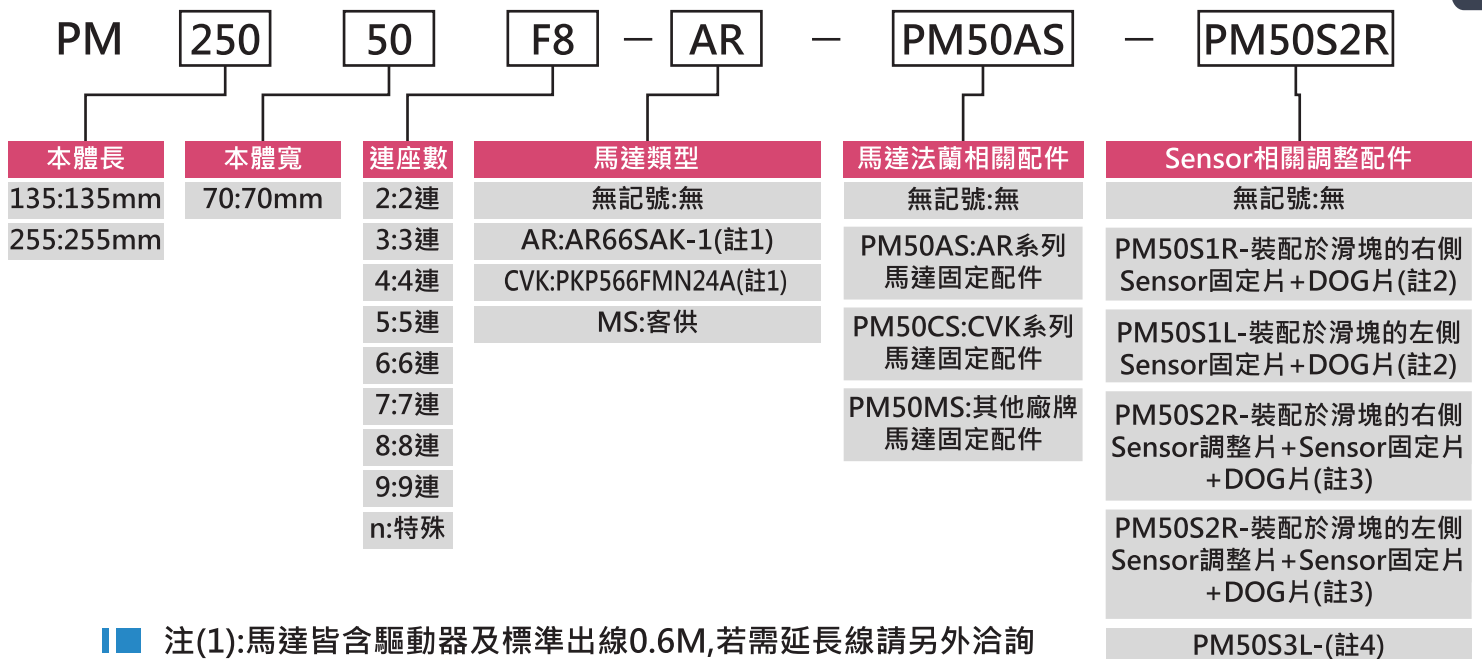 PM 250 50 F8 － AR － PM50AS － PM50S2R
本體長
135:135mm
255:255mm
本體寬
70:70mm
連座數
2:2連
3:3連
4:4連
5:5連
6:6連
7:7連
8:8連
9:9連
n:特殊
馬達類型
無記號:無
AR:AR66SAK-1(註1)
CVK:PKP566FMN24A(註1)
MS:客供
馬達法蘭相關配件
無記號:無
PM50AS:AR系列
馬達固定配件
PM50CS:CVK系列
馬達固定配件
PM50MS:其他廠牌
馬達固定配件
Sensor相關調整配件
無記號:無
PM50S1R-裝配於滑塊的右側
Sensor固定片+DOG片(註2)
PM50S1L-裝配於滑塊的左側
Sensor固定片+DOG片(註2)
PM50S2R-裝配於滑塊的右側
Sensor調整片+Sensor固定片
+DOG片(註3)
PM50S2R-裝配於滑塊的左側
Sensor調整片+Sensor固定片
+DOG片(註3)
PM50S3L-(註4)
注(1):馬達皆含驅動器及標準出線0.6M,若需延長線請另外洽詢